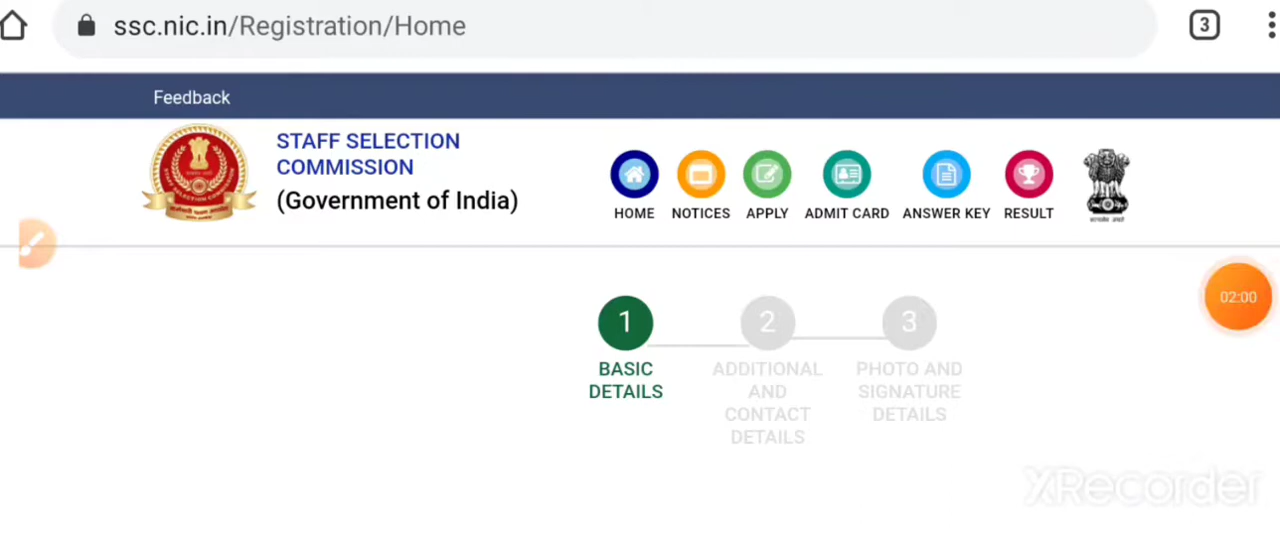 ssc.nic.in/Registration/Home
3
Feedback
STAFF SELECTION
COMMISSION
(Government of India)
HOME NOTICES APPLY ADMIT CARD ANSWER KEY RESULT
02:00
1 2 3
BASIC
DETAILS
ADDITIONAL
AND
CONTACT
DETAILS
PHOTO AND
SIGNATURE
DETAILS
XRecorder